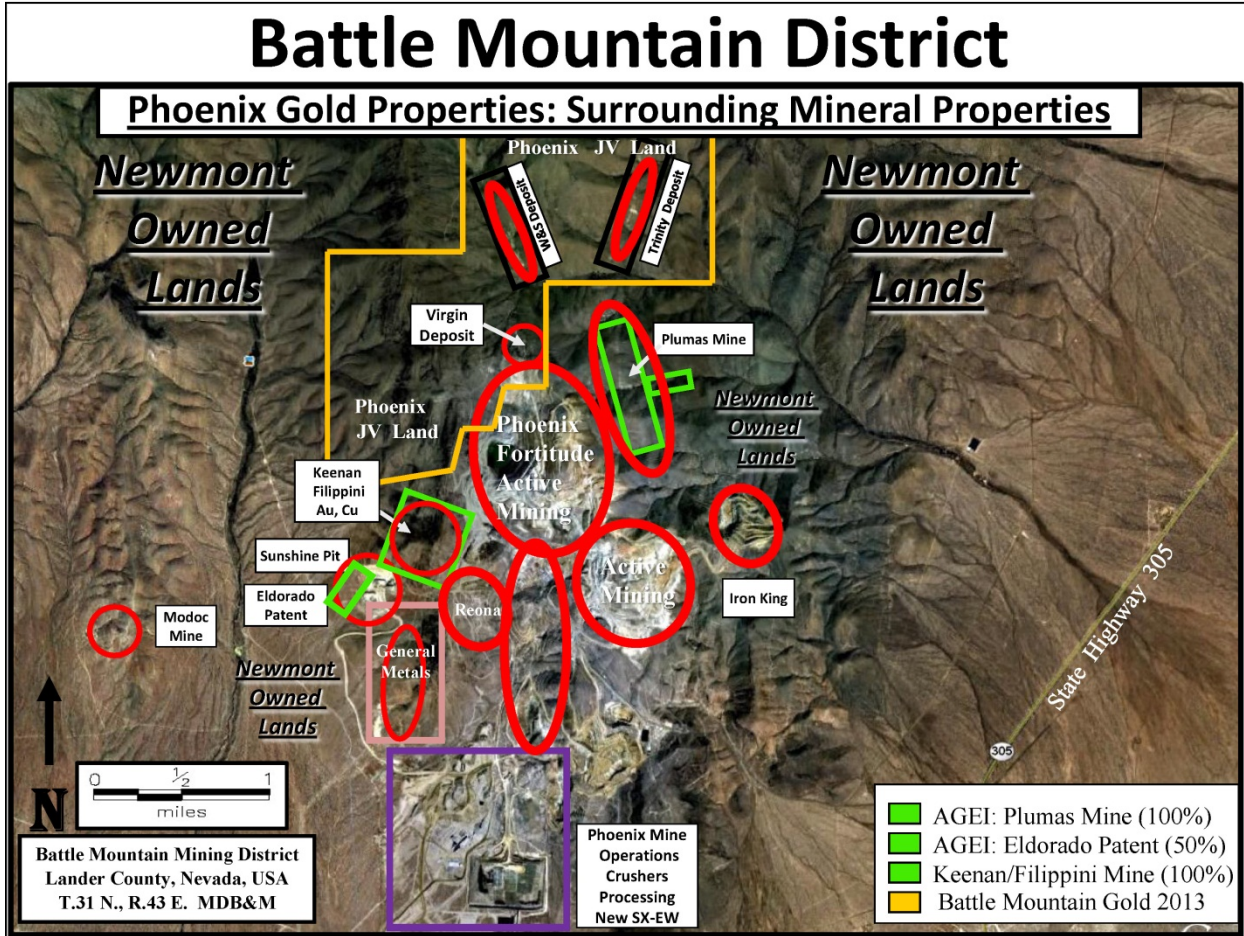 Battle Mountain District
Phoenix Gold Properties: Surrounding Mineral Properties
Newmont
Owned
Lands
Phoenix JV Land
W&S Deposit
Trinity Deposit
Newmont
Owned
Lands
Virgin
Deposit
Plumas Mine
Phoenix
JV Land
Phoenix
Fortitude
Active
Mining
Newmont
Owned
Lands
Keenan
Filippini
Au, Cu
Sunshine Pit
Eldorado
Patent
Modoc
Mine
Reona
Active
Mining
Iron King
General
Metals
Newmont
Owned
Lands
State Highway 305
305
N
0 1/2 1
miles
Battle Mountain Mining District
Lander County, Nevada, USA
T.31 N., R.43 E. MDB&M
Phoenix Mine
Operations
Crushers
Processing
New SX-EW
AGEI: Plumas Mine (100%)
AGEI: Eldorado Patent (50%)
Keenan/Filippini Mine (100%)
Battle Mountain Gold 2013